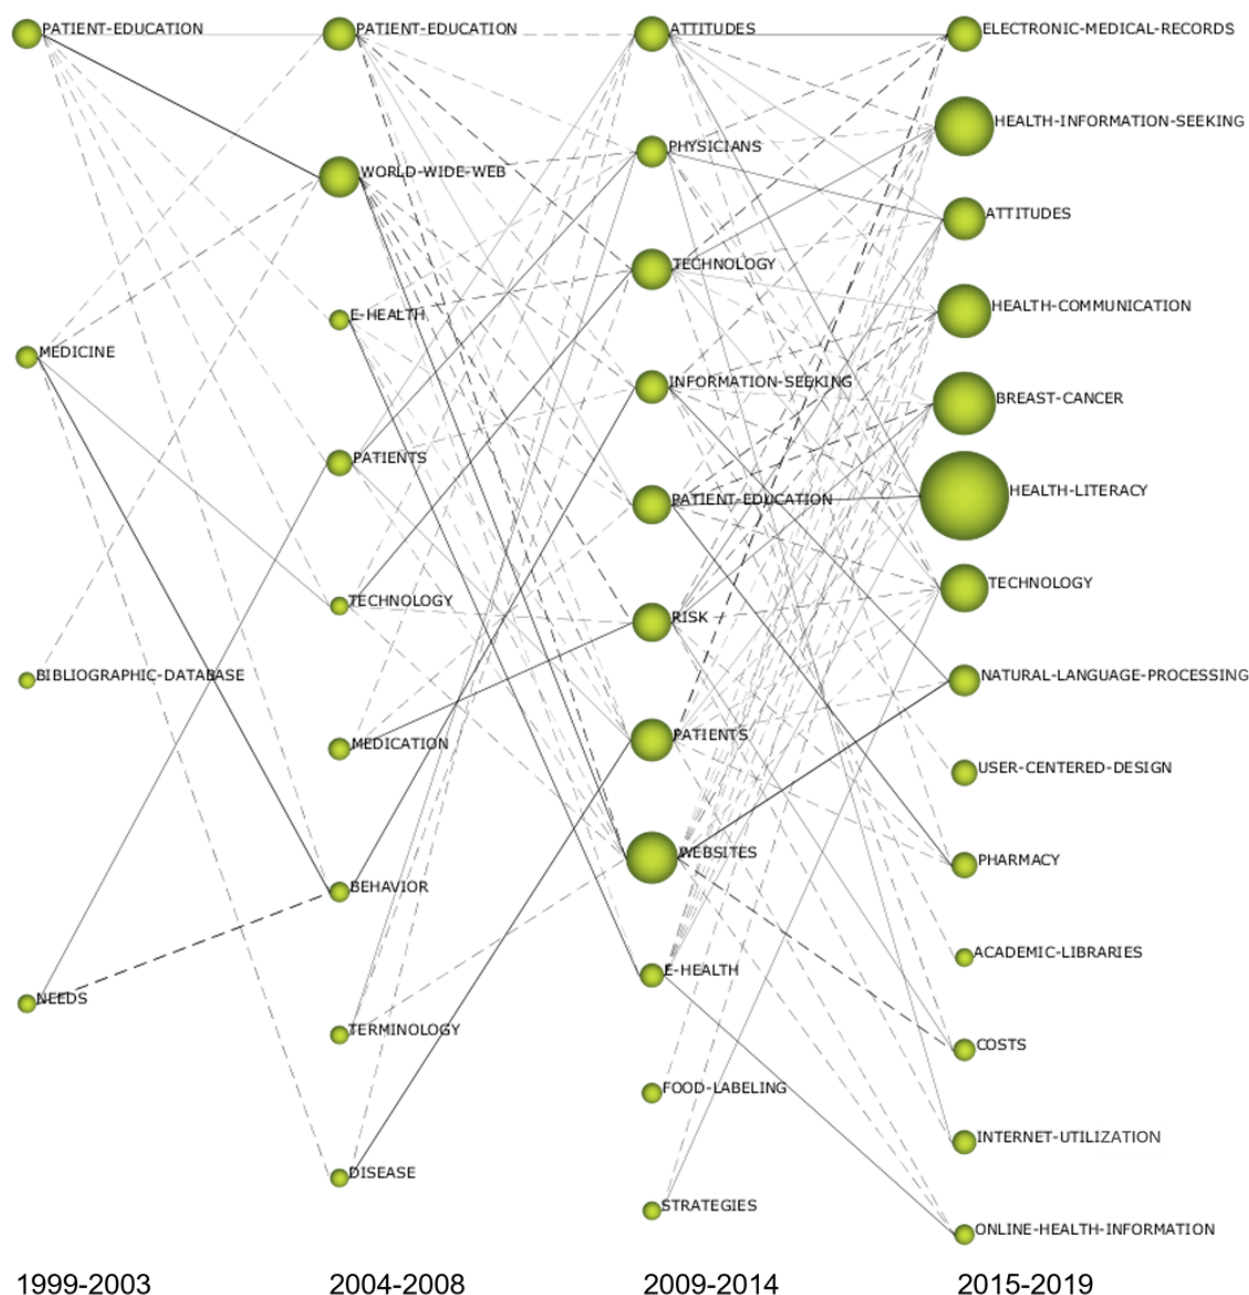 PATIENT-EDUCATION
MEDICINE
BIBLIOGRAPHIC-DATABASE
NEEDS
1999-2003
PATIENT-EDUCATION
WORLD-WIDE-WEB
E-HEALTH
PATIENTS
TECHNOLOGY
MEDICATION
BEHAVIOR
TERMINOLOGY
DISEASE
2004-2008
ATTITUDES
PHYSICIANS
TECHNOLOGY
INFORMATION-SEEKING
PATIENT-EDUCATION
RISK
PATIENTS
WEBSITES
E-HEALTH
FOOD-LABELING
STRATEGIES
2009-2014
ELECTRONIC-MEDICAL-RECORDS
HEALTH-INFORMATION-SEEKING
ATTITUDES
HEALTH-COMMUNICATION
BREAST-CANCER
HEALTH-LITERACY
TECHNOLOGY
NATURAL-LANGUAGE-PROCESSING
USER-CENTERED-DESIGN
PHARMACY
ACADEMIC-LIBRARIES
COSTS
INTERNET-UTILIZATION
ONLINE-HEALTH-INFORMATION
2015-2019